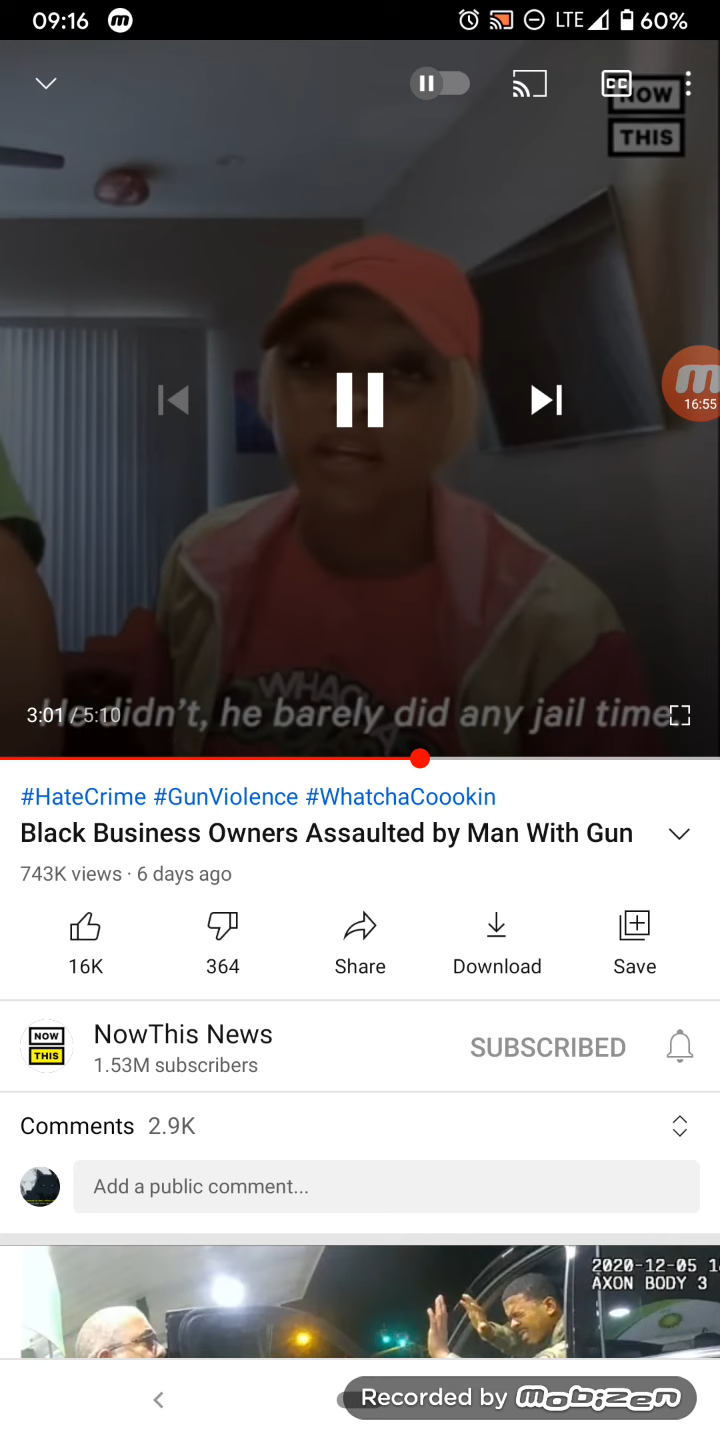 09:16
LTE
60%
CC
NOW
THIS
16:55
WHA
He didn't, he barely did any jail time
3:01 / 5:10
#HateCrime #GunViolence #WhatchaCoookin
Black Business Owners Assaulted by Man With Gun
743K views · 6 days ago
16K
364
Share
Download
Save
NOW
THIS
NowThis News
1.53M subscribers
SUBSCRIBED
Comments 2.9K
Add a public comment...
2020-12-05 1
AXON BODY 3
Recorded by mobizen